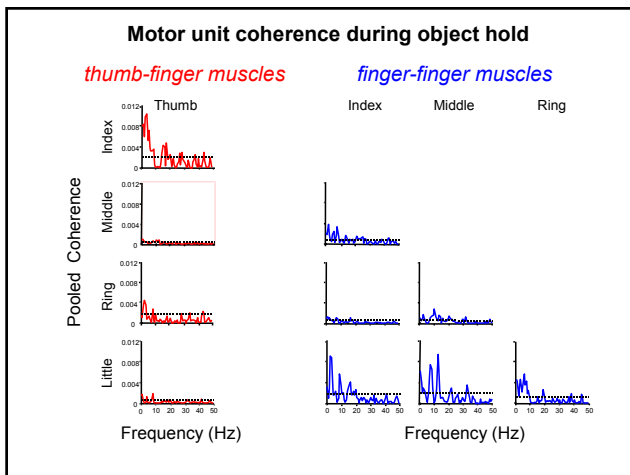 Motor unit coherence during object hold
thumb-finger muscles finger-finger muscles
Thumb Index Middle Ring
Pooled Coherence
Index
0.012
0.008
0.004
0
Middle
0.012
0.008
0.004
0
Ring
0.012
0.008
0.004
0
Little
0.012
0.008
0.004
0
0 10 20 30 40 50 0 10 20 30 40 50 0 10 20 30 40 50 0 10 20 30 40 50
Frequency (Hz) Frequency (Hz)